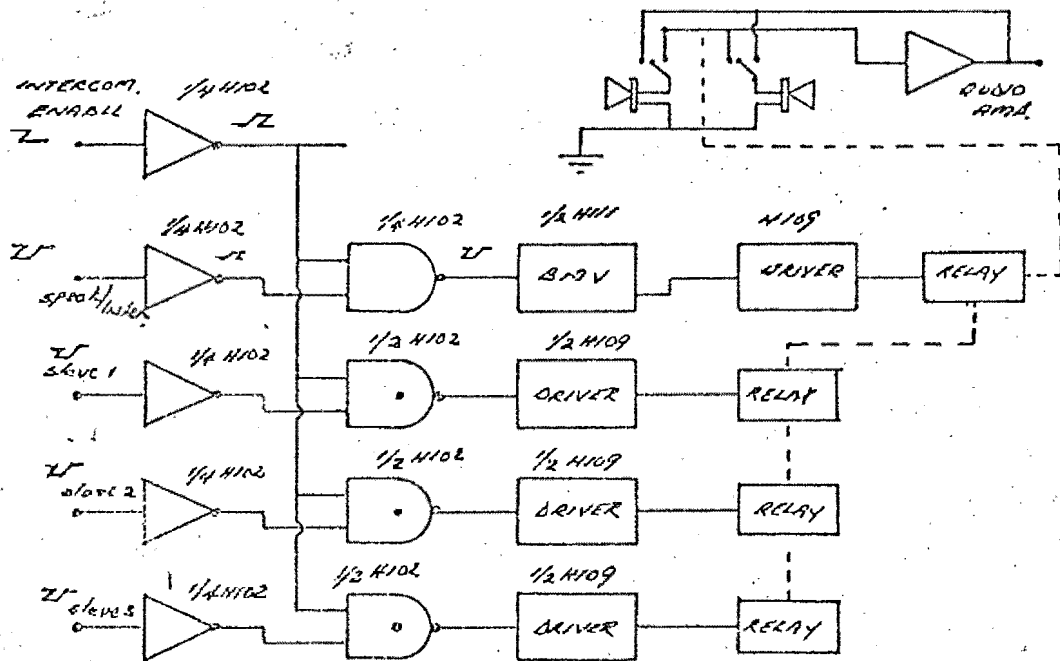 INTERCOM.
ENABLE
1/4 H102
AUDIO
AMP.
1/4 H102
1/4 H102
1/2 H111
H109
speak/
DRIVER
RELAY
slave 1
1/4 H102
1/2 H102
1/2 H109
DRIVER
RELAY
slave 2
1/4 H102
1/2 H102
1/2 H109
DRIVER
RELAY
slave 3
1/4 H102
1/2 H102
1/2 H109
DRIVER
RELAY